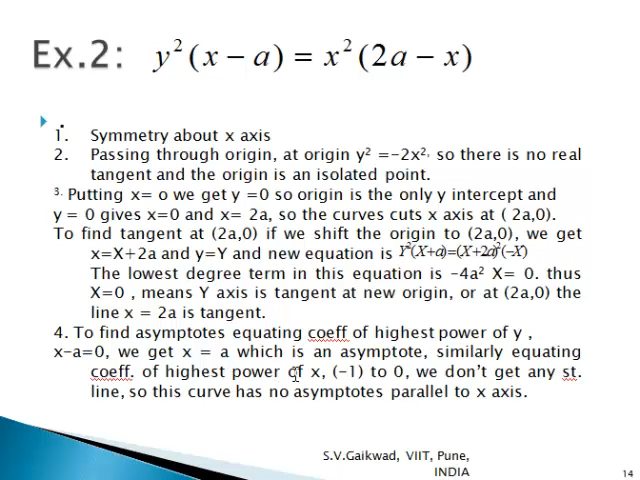 Ex.2: y²(x − a) = x²(2a − x)
.
1. Symmetry about x axis
2. Passing through origin, at origin y² =-2x², so there is no real
tangent and the origin is an isolated point.
3. Putting x= o we get y =0 so origin is the only y intercept and
y = 0 gives x=0 and x= 2a, so the curves cuts x axis at ( 2a,0).
To find tangent at (2a,0) if we shift the origin to (2a,0), we get
x=X+2a and y=Y and new equation is Y²(X+a)=(X+2a)²(−X)
The lowest degree term in this equation is -4a² X= 0. thus
X=0 , means Y axis is tangent at new origin, or at (2a,0) the
line x = 2a is tangent.
4. To find asymptotes equating coeff of highest power of y ,
x-a=0, we get x = a which is an asymptote, similarly equating
coeff. of highest power of x, (-1) to 0, we don't get any st.
line, so this curve has no asymptotes parallel to x axis.
S.V.Gaikwad, VIIT, Pune,
INDIA
14